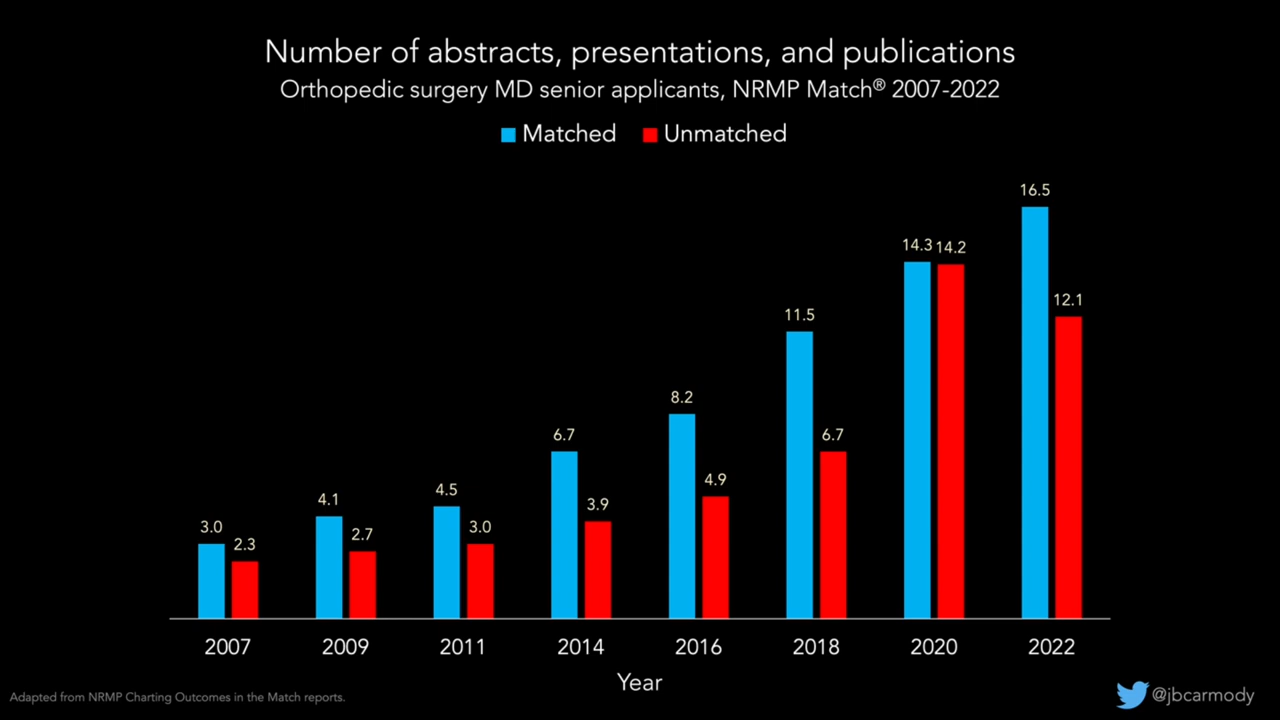 Number of abstracts, presentations, and publications
Orthopedic surgery MD senior applicants, NRMP Match® 2007-2022
Matched Unmatched
16.5
14.3 14.2
12.1
11.5
8.2
6.7 6.7
4.9
4.5
4.1
3.9
3.0 3.0
2.7
2.3
2007 2009 2011 2014 2016 2018 2020 2022
Year
Adapted from NRMP Charting Outcomes in the Match reports.
@jbcarmody